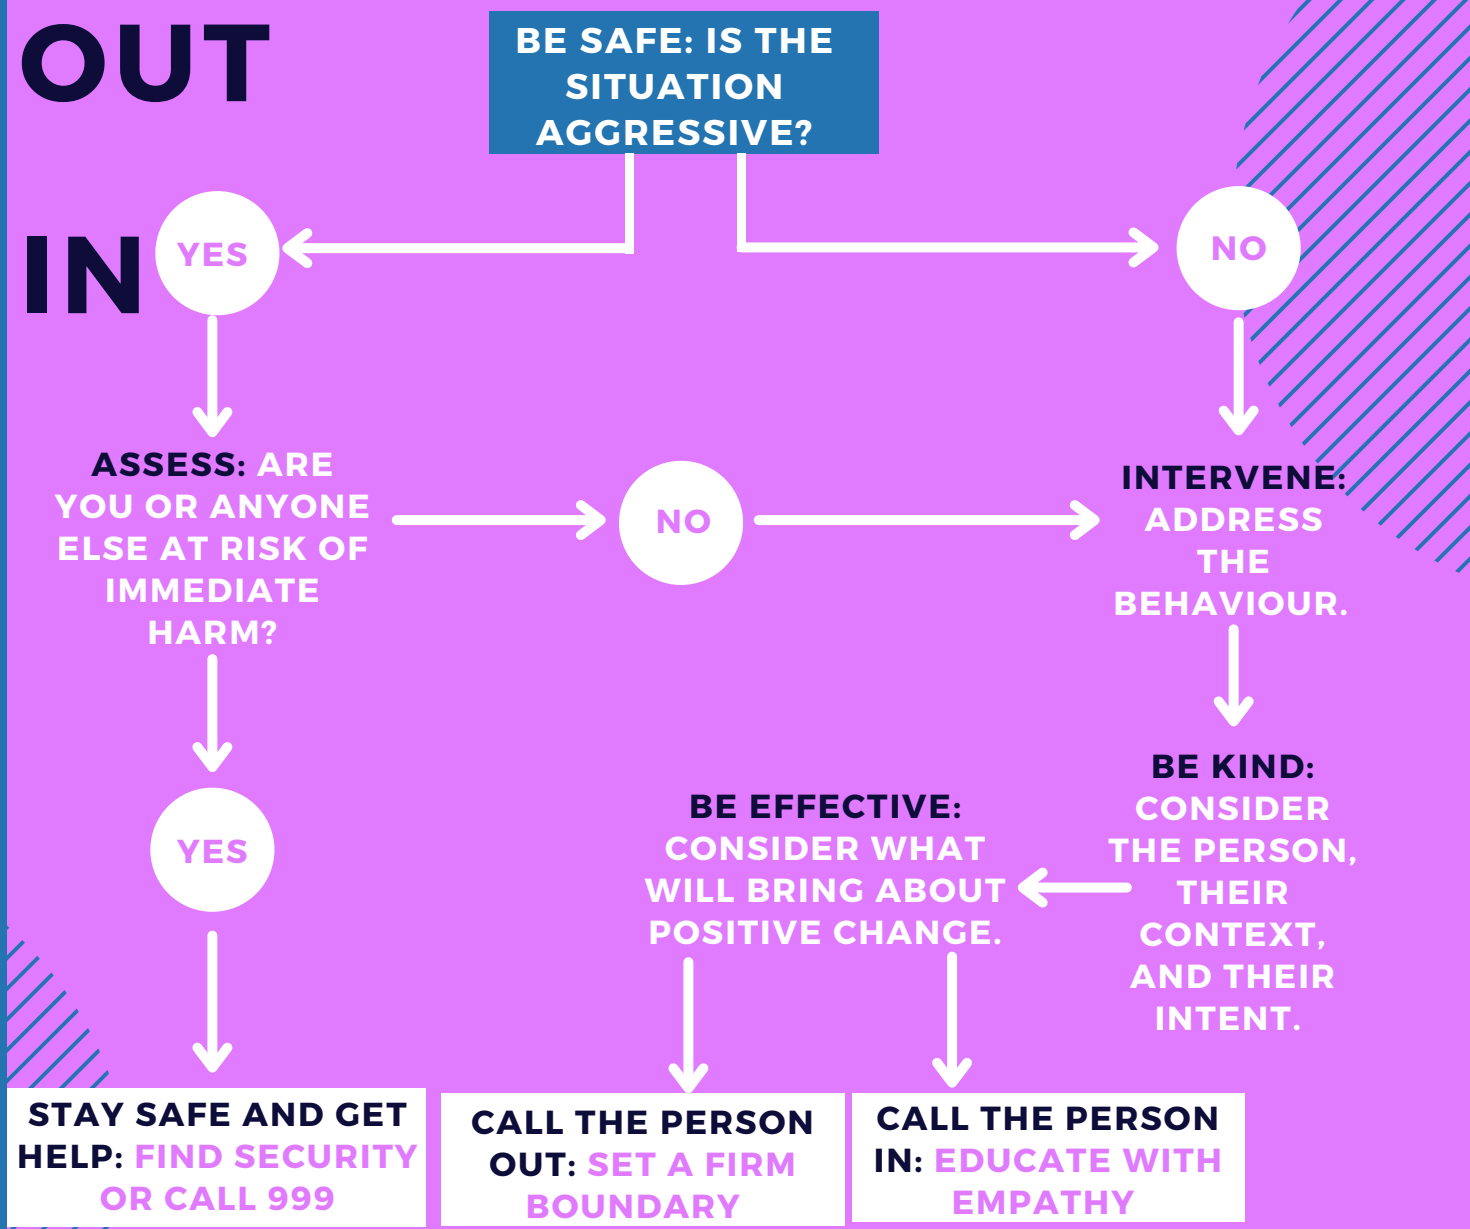 OUT
IN
BE SAFE: IS THE
SITUATION
AGGRESSIVE?
YES
NO
ASSESS: ARE
YOU OR ANYONE
ELSE AT RISK OF
IMMEDIATE
HARM?
NO
INTERVENE:
ADDRESS
THE
BEHAVIOUR.
YES
BE KIND:
CONSIDER
THE PERSON,
THEIR
CONTEXT,
AND THEIR
INTENT.
BE EFFECTIVE:
CONSIDER WHAT
WILL BRING ABOUT
POSITIVE CHANGE.
STAY SAFE AND GET
HELP: FIND SECURITY
OR CALL 999
CALL THE PERSON
OUT: SET A FIRM
BOUNDARY
CALL THE PERSON
IN: EDUCATE WITH
EMPATHY